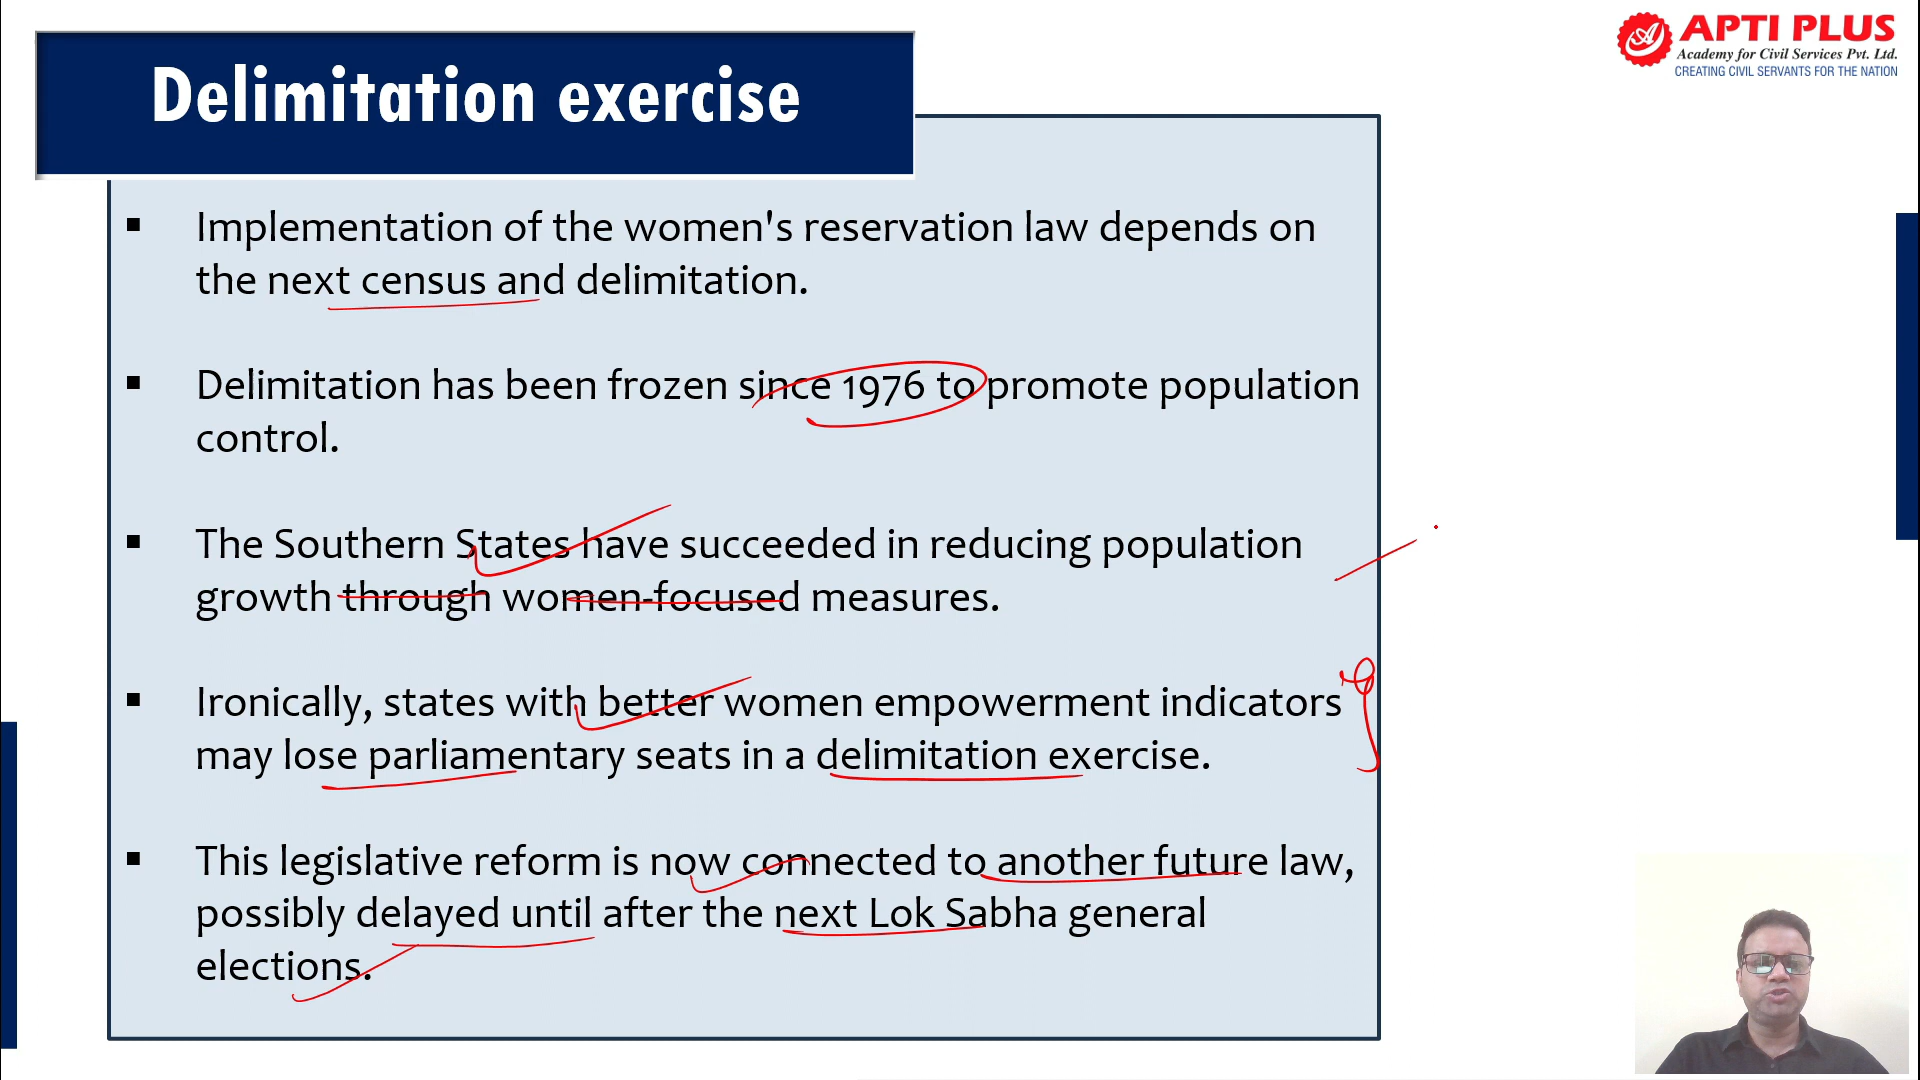 APTI PLUS
Academy for Civil Services Pvt. Ltd.
CREATING CIVIL SERVANTS FOR THE NATION
Delimitation exercise
▪ Implementation of the women's reservation law depends on
the next census and delimitation.
▪ Delimitation has been frozen since 1976 to promote population
control.
▪ The Southern States have succeeded in reducing population
growth through women-focused measures.
▪ Ironically, states with better women empowerment indicators
may lose parliamentary seats in a delimitation exercise.
▪ This legislative reform is now connected to another future law,
possibly delayed until after the next Lok Sabha general
elections.